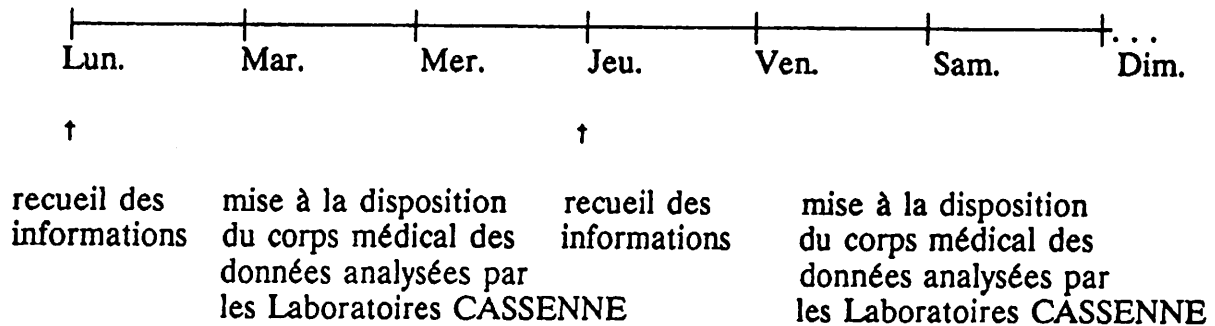 Lun. Mar. Mer. Jeu. Ven. Sam. Dim.
recueil des
informations
mise à la disposition
du corps médical des
données analysées par
les Laboratoires CASSENNE
recueil des
informations
mise à la disposition
du corps médical des
données analysées par
les Laboratoires CASSENNE